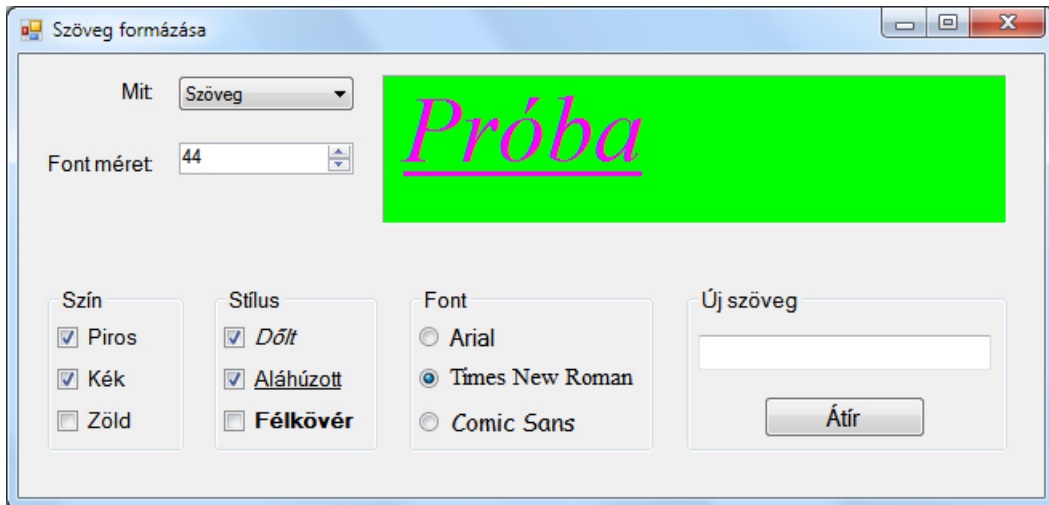 Szöveg formázása
Mit:
Szöveg
Próba
Font méret:
44
Szín
Piros
Kék
Zöld
Stílus
Dőlt
Aláhúzott
Félkövér
Font
Arial
Times New Roman
Comic Sans
Új szöveg
Átír